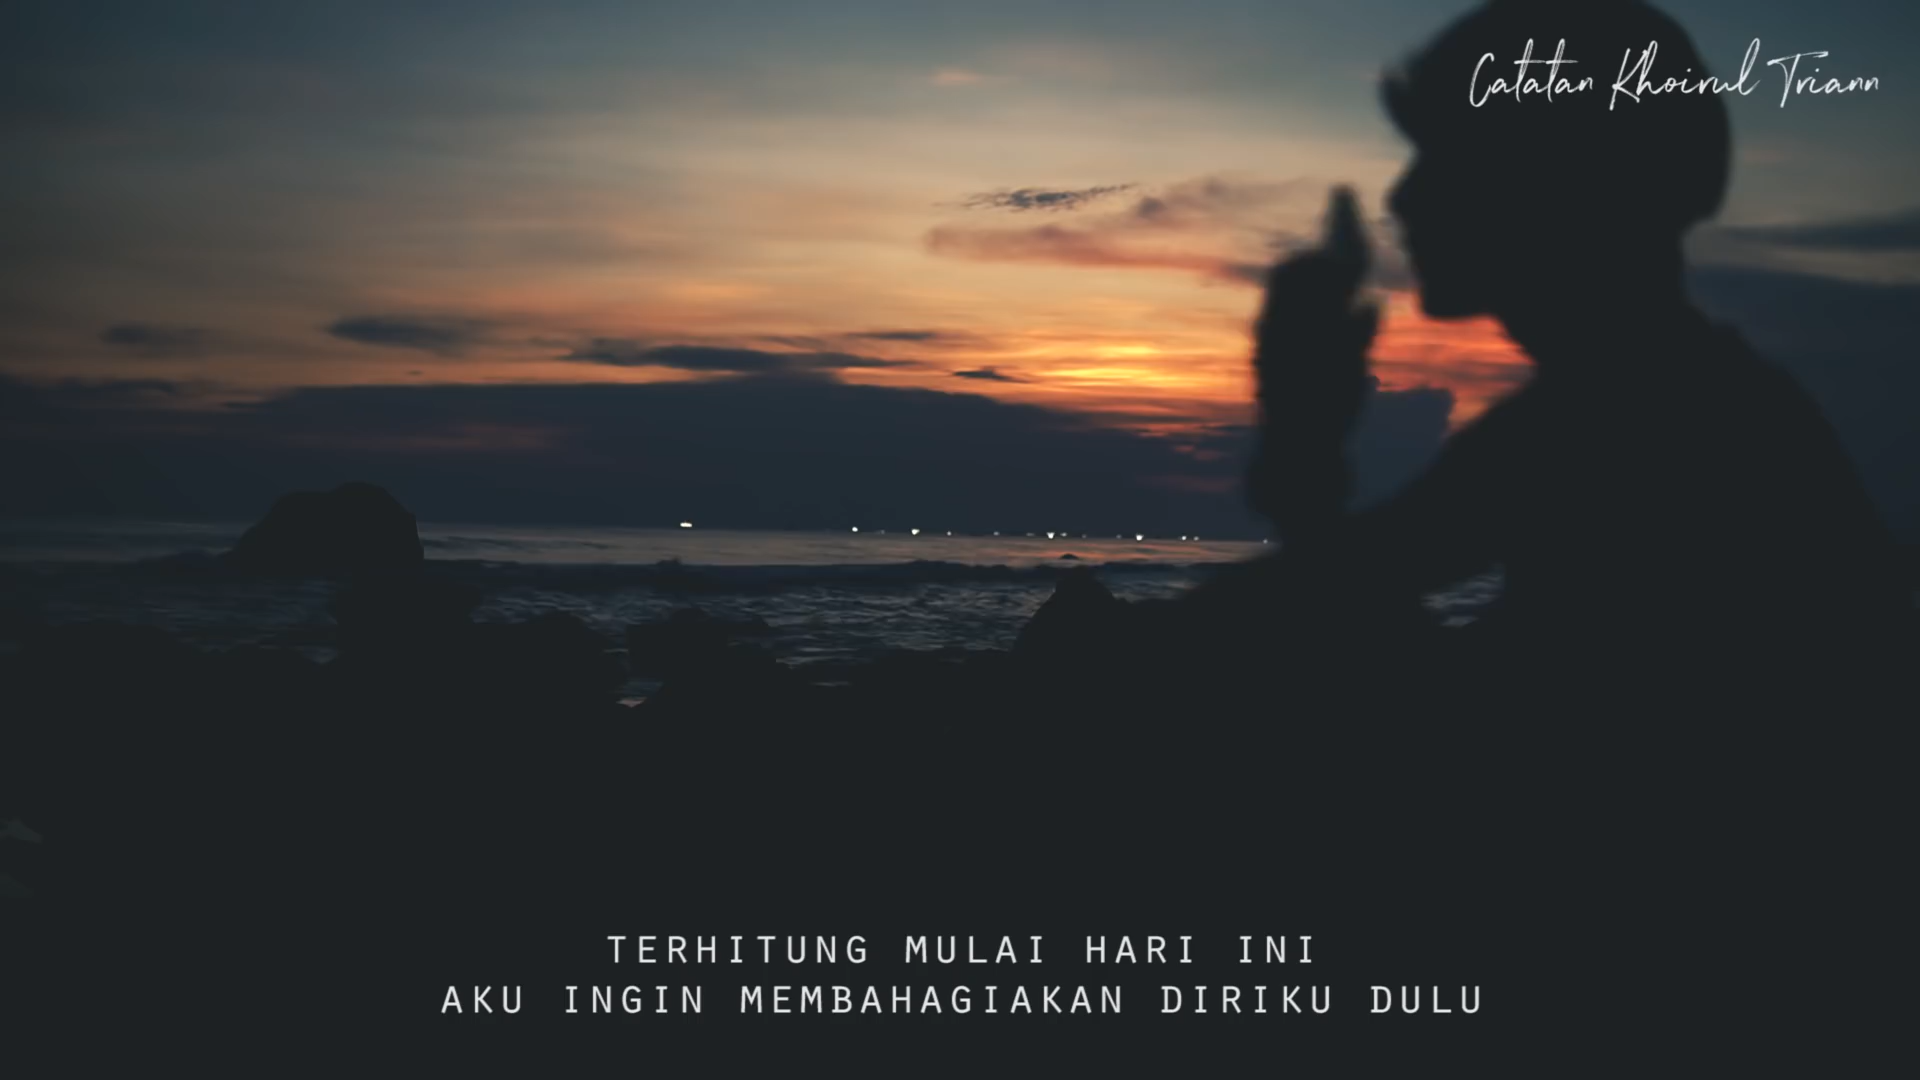 Catatan Khoirul Triann
TERHITUNG MULAI HARI INI
AKU INGIN MEMBAHAGIAKAN DIRIKU DULU